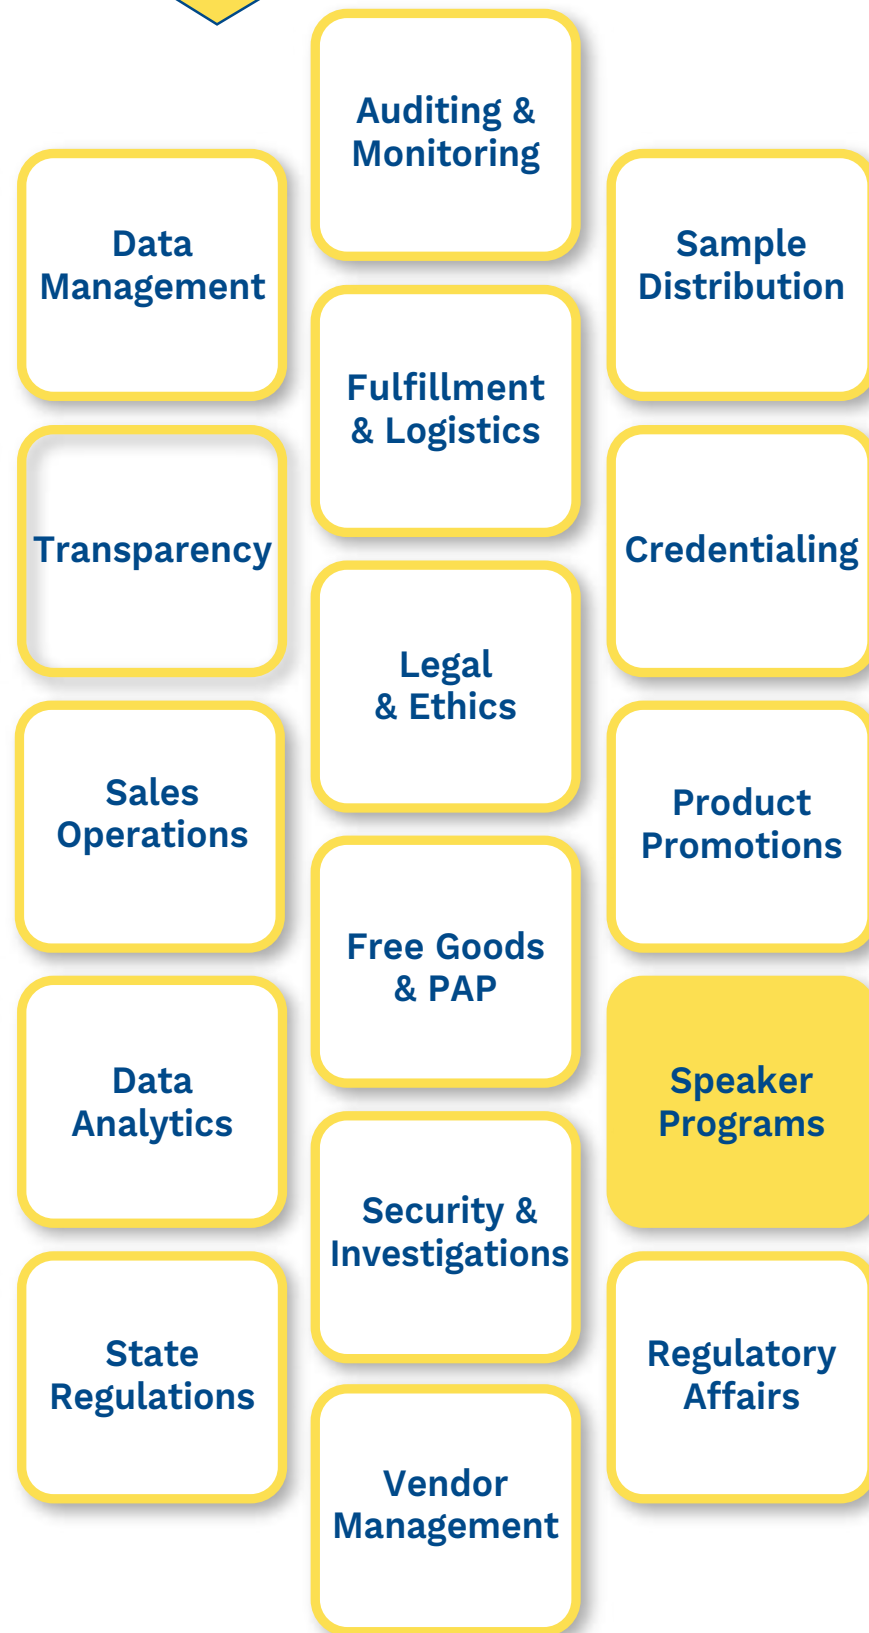 Auditing &
Monitoring
Data
Management
Sample
Distribution
Fulfillment
& Logistics
Transparency
Credentialing
Legal
& Ethics
Sales
Operations
Product
Promotions
Free Goods
& PAP
Data
Analytics
Speaker
Programs
Security &
Investigations
State
Regulations
Regulatory
Affairs
Vendor
Management